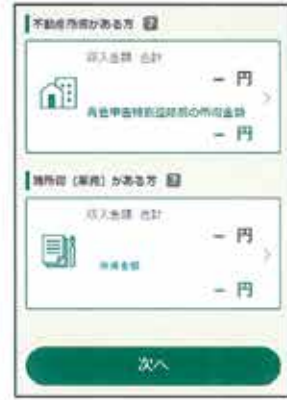 不動産所得がある方 ?
収入金額 合計
－ 円
青色申告特別控除前の所得金額
－ 円
雑所得（業務）がある方 ?
収入金額 合計
－ 円
所得金額
－ 円
次へ